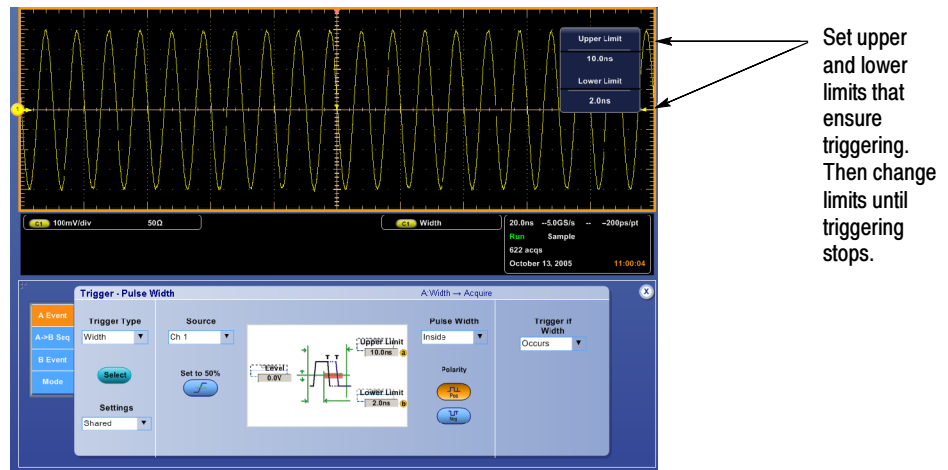 Upper Limit
10.0ns
Lower Limit
2.0ns
Set upper
and lower
limits that
ensure
triggering.
Then change
limits until
triggering
stops.
1
C1 100mV/div 50Ω
C1 Width
20.0ns --5.0GS/s -- --200ps/pt
Run Sample
622 acqs
October 13, 2005 11:00:04
Trigger - Pulse Width
A:Width → Acquire
X
A Event
A->B Seq
B Event
Mode
Trigger Type
Width
Select
Settings
Shared
Source
Ch 1
Set to 50%
Level
0.0V
T T
Upper Limit
10.0ns a
Lower Limit
2.0ns b
Pulse Width
Inside
Polarity
Pos
Neg
Trigger if
Width
Occurs